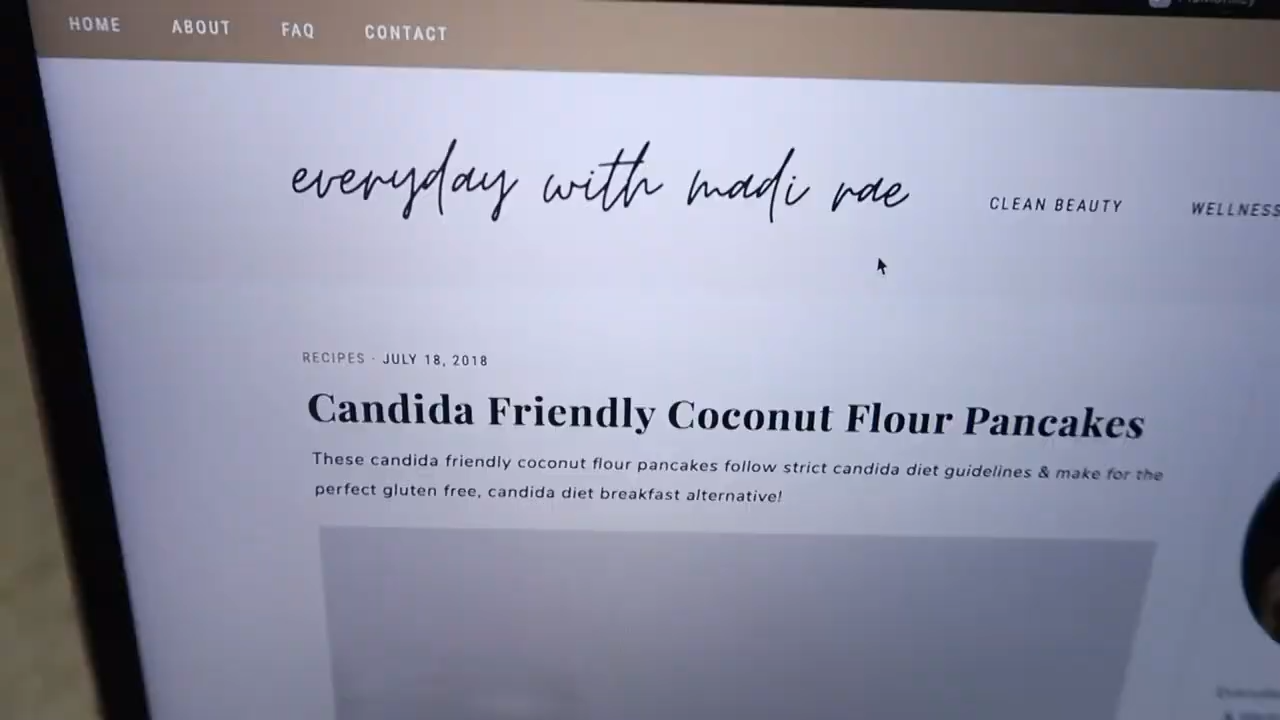 HOME ABOUT FAQ CONTACT
everyday with madi rae
CLEAN BEAUTY WELLNESS
RECIPES · JULY 18, 2018
Candida Friendly Coconut Flour Pancakes
These candida friendly coconut flour pancakes follow strict candida diet guidelines & make for the
perfect gluten free, candida diet breakfast alternative!